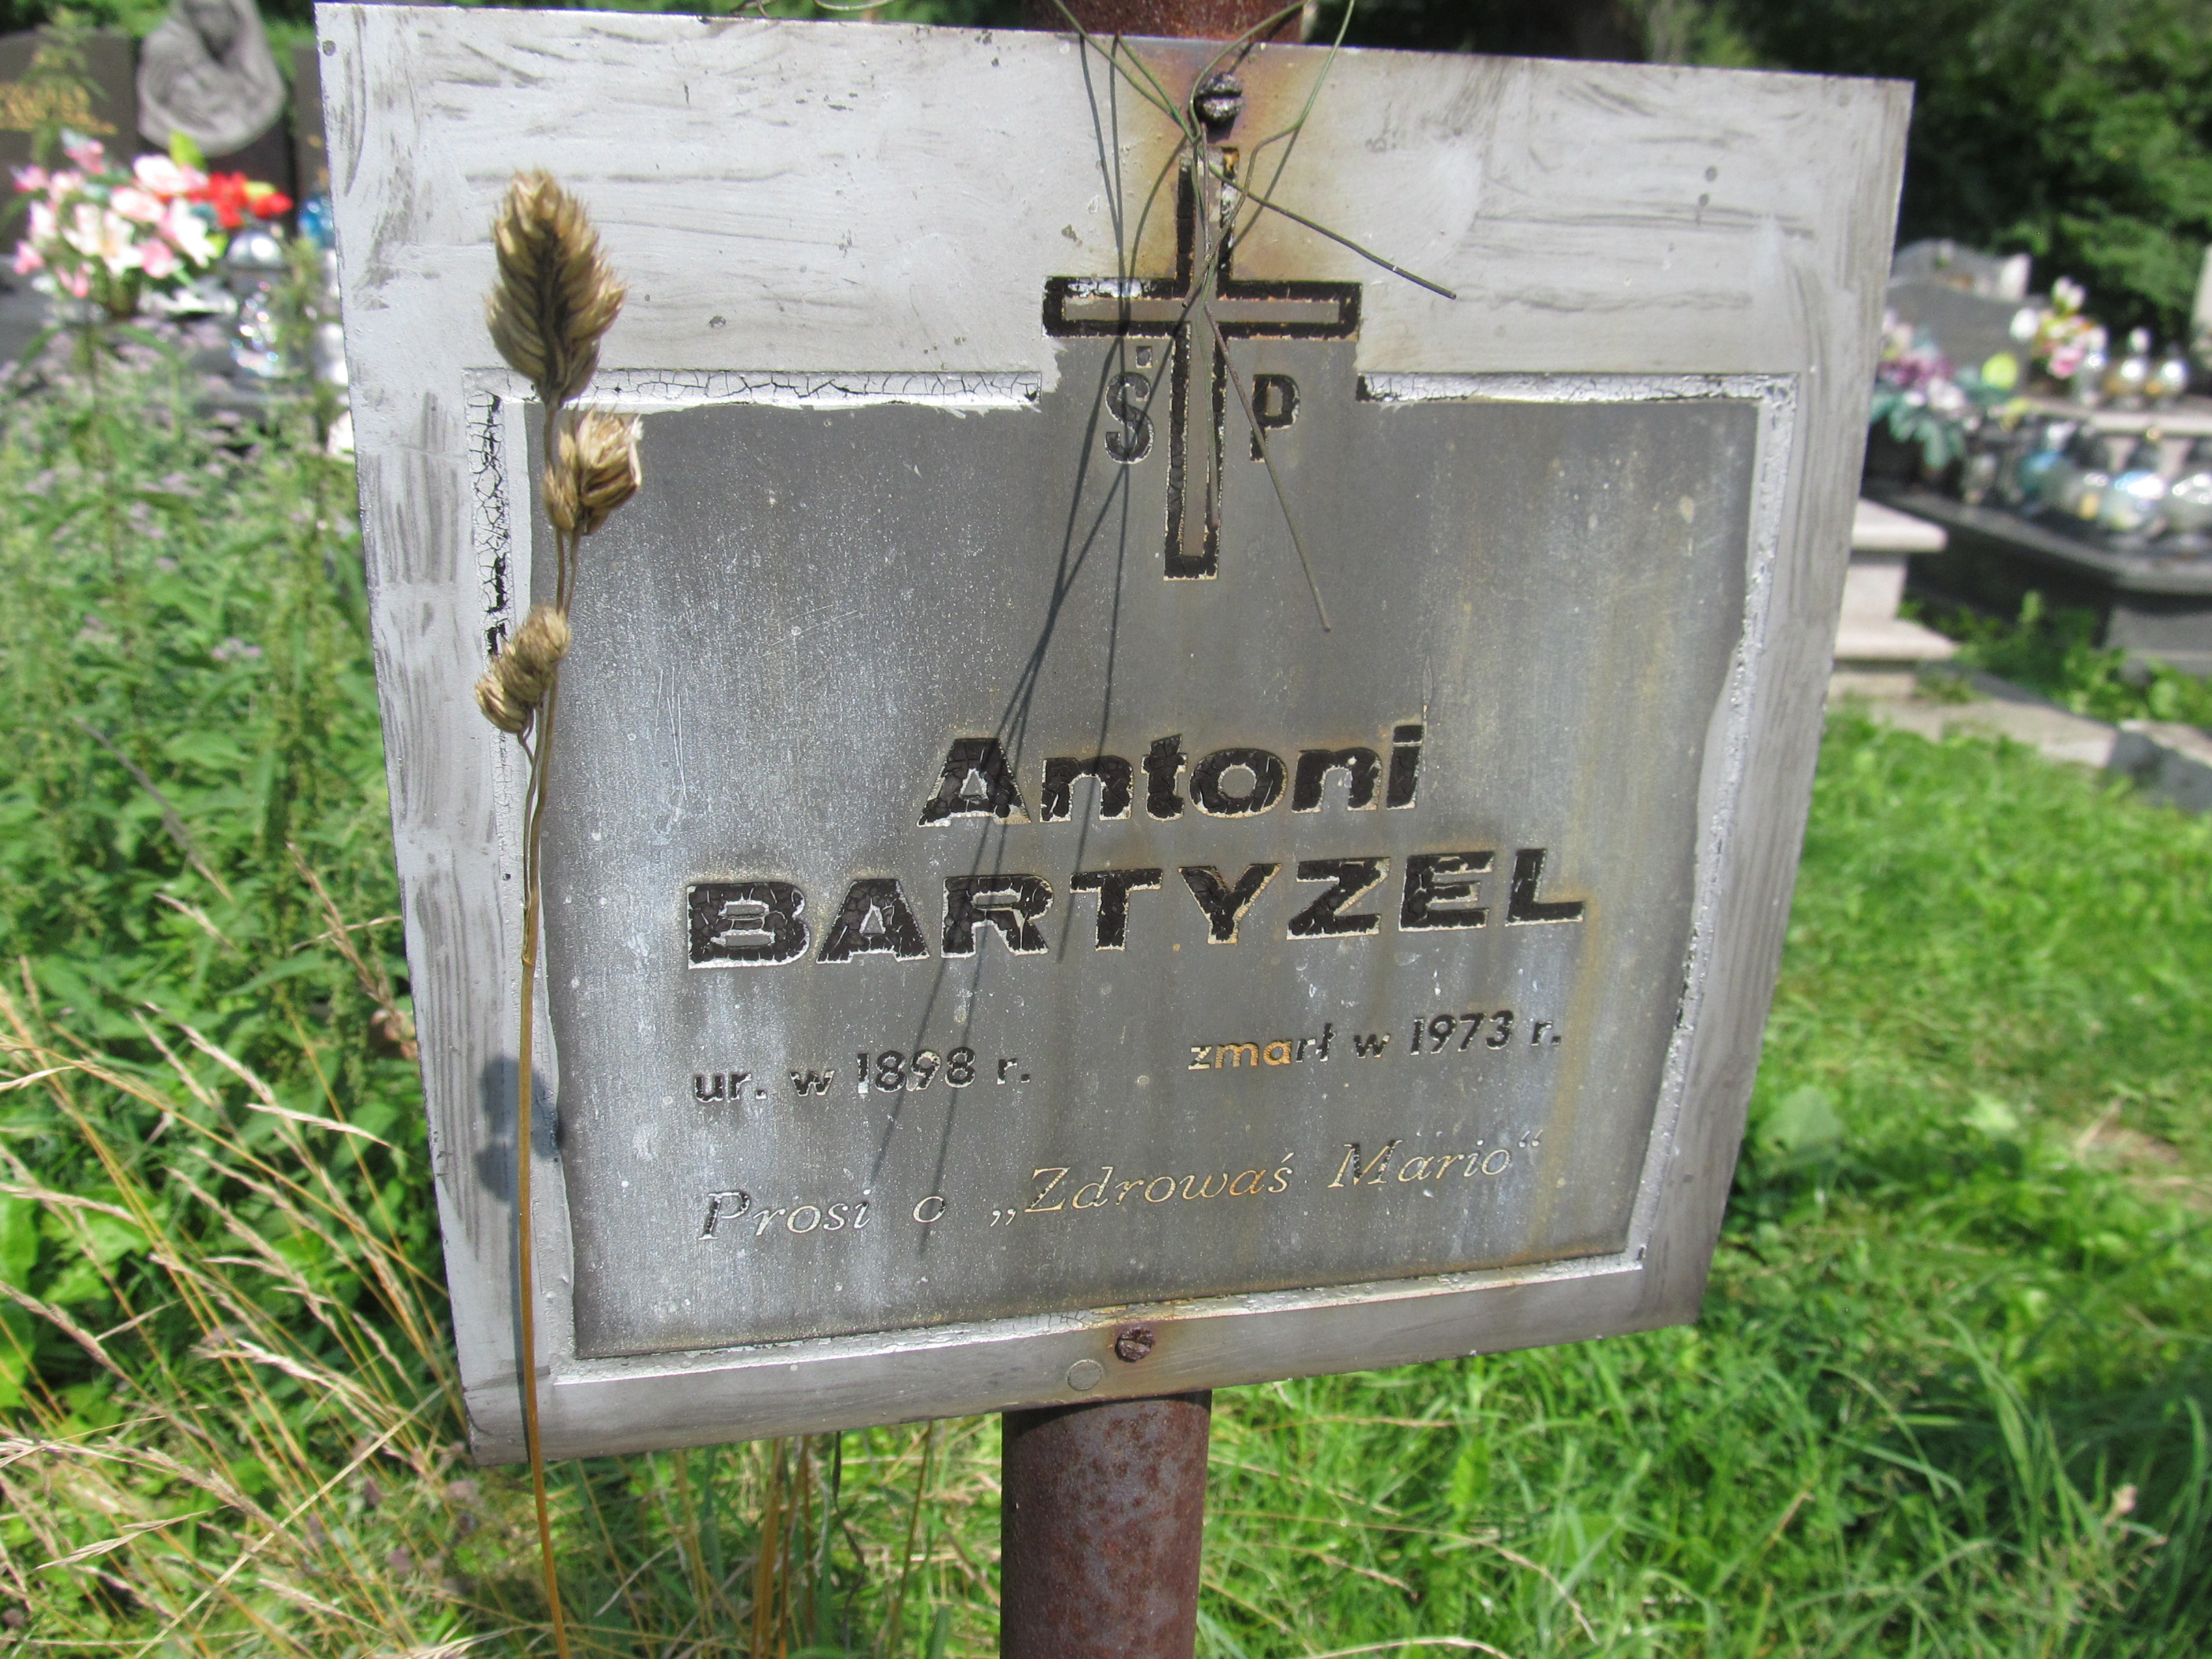 Ś P
Antoni
BARTYZEL
ur. w 1898 r. zmarł w 1973 r.
Prosi o „Zdrowaś Mario“